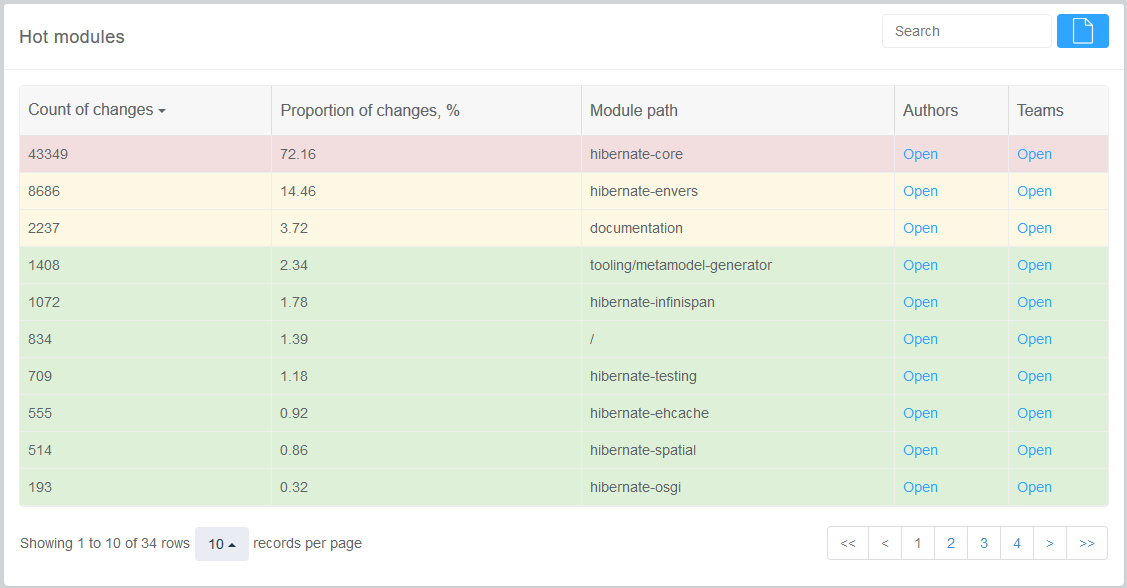 Hot modules
Search
Count of changes Proportion of changes, % Module path Authors Teams
43349 72.16 hibernate-core Open Open
8686 14.46 hibernate-envers Open Open
2237 3.72 documentation Open Open
1408 2.34 tooling/metamodel-generator Open Open
1072 1.78 hibernate-infinispan Open Open
834 1.39 / Open Open
709 1.18 hibernate-testing Open Open
555 0.92 hibernate-ehcache Open Open
514 0.86 hibernate-spatial Open Open
193 0.32 hibernate-osgi Open Open
Showing 1 to 10 of 34 rows 10 records per page << < 1 2 3 4 > >>